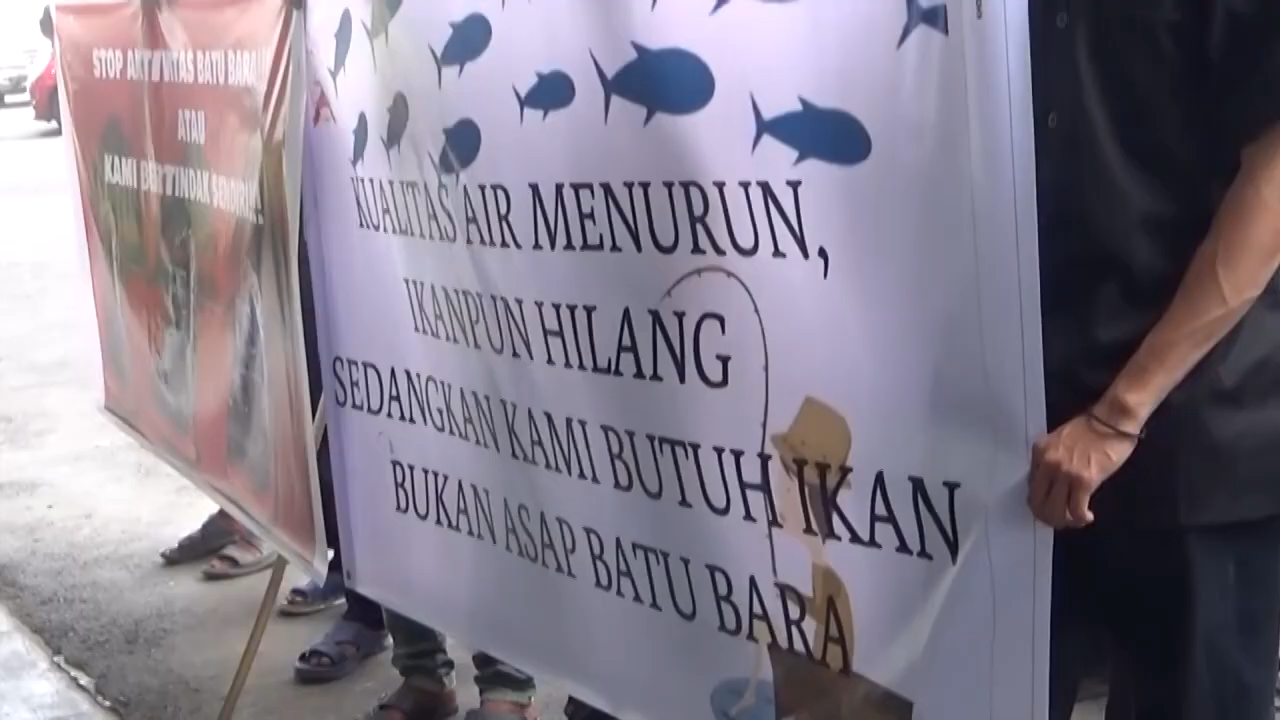 STOP AKTIVITAS BATU BARA
ATAU
KAMI BERTINDAK SENDIRI!
KUALITAS AIR MENURUN,
IKANPUN HILANG
SEDANGKAN KAMI BUTUH IKAN
BUKAN ASAP BATU BARA